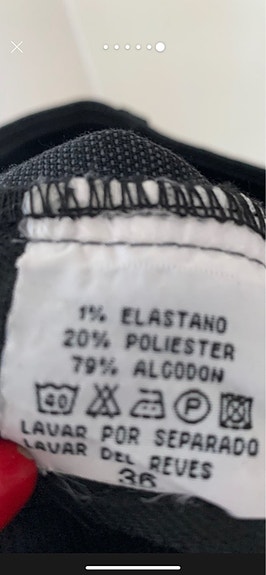 1% ELASTANO
20% POLIESTER
79% ALGODON
40 P
LAVAR POR SEPARADO
LAVAR DEL REVES
36